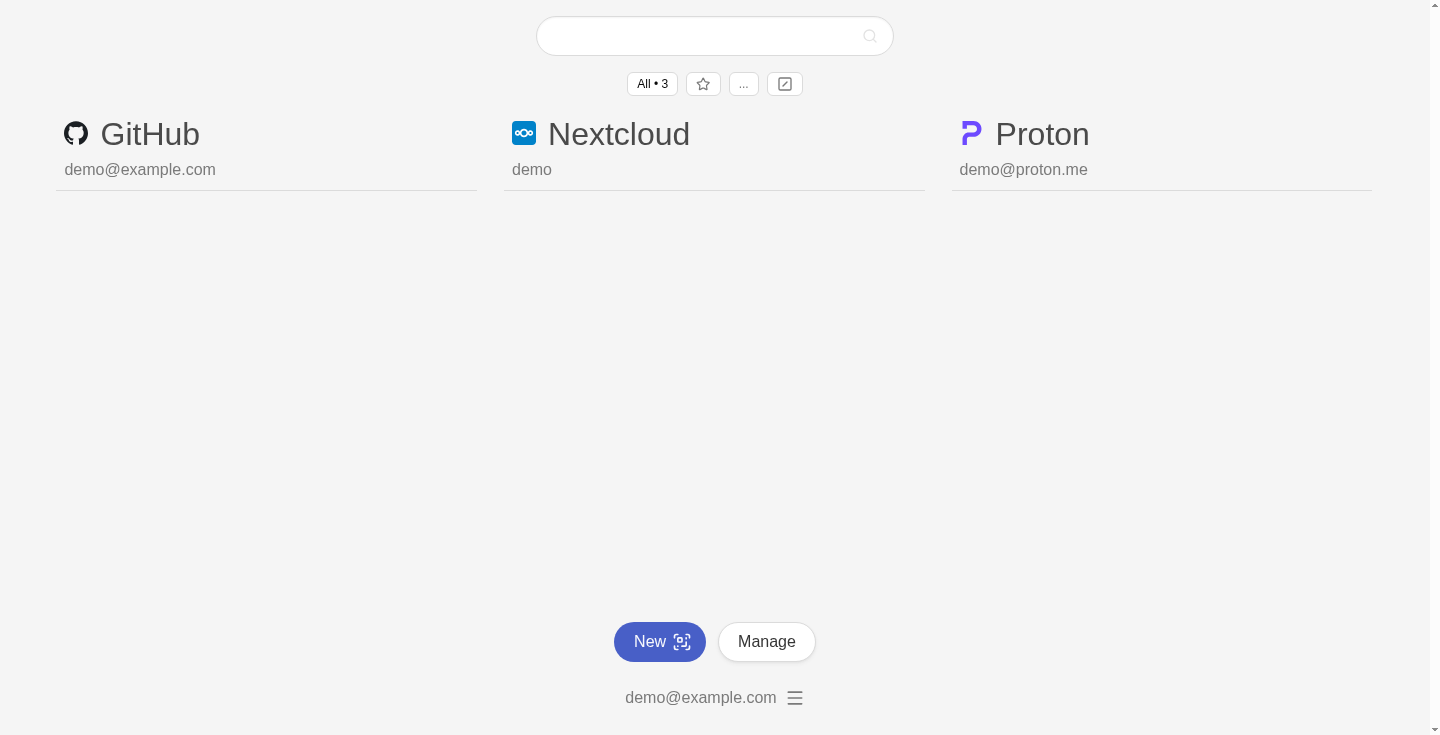 All • 3
...
GitHub
demo@example.com
Nextcloud
demo
Proton
demo@proton.me
New
Manage
demo@example.com